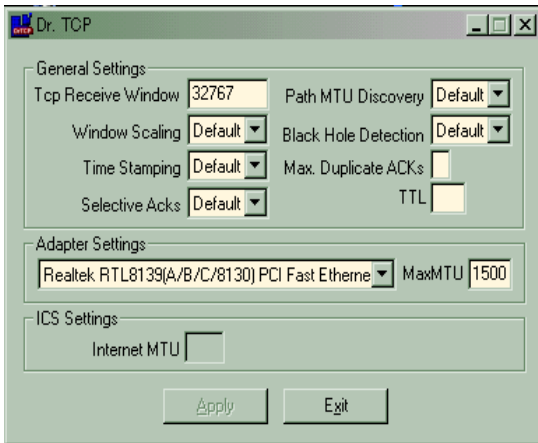 Dr. TCP
General Settings
Tcp Receive Window 32767
Path MTU Discovery Default
Window Scaling Default
Black Hole Detection Default
Time Stamping Default
Max. Duplicate ACKs
Selective Acks Default
TTL
Adapter Settings
Realtek RTL8139(A/B/C/8130) PCI Fast Etherne
MaxMTU 1500
ICS Settings
Internet MTU
Apply
Exit